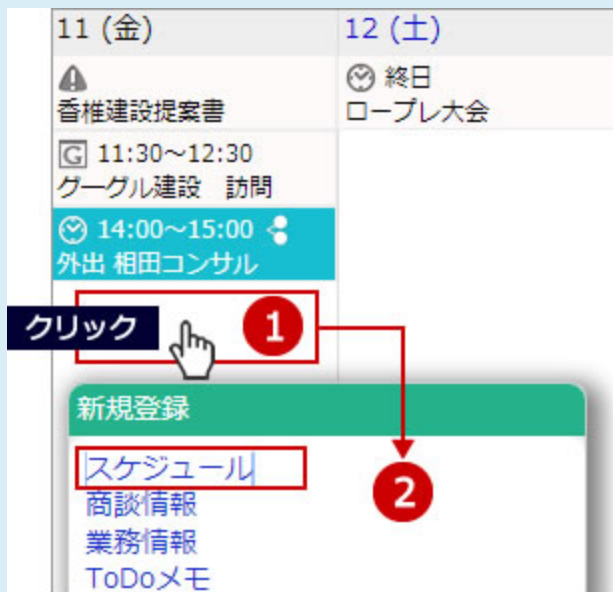 11 (金)
12 (土)
香椎建設提案書
終日
ロープレ大会
G 11:30～12:30
グーグル建設　訪問
14:00～15:00
外出 相田コンサル
クリック
1
新規登録
スケジュール
2
商談情報
業務情報
ToDoメモ